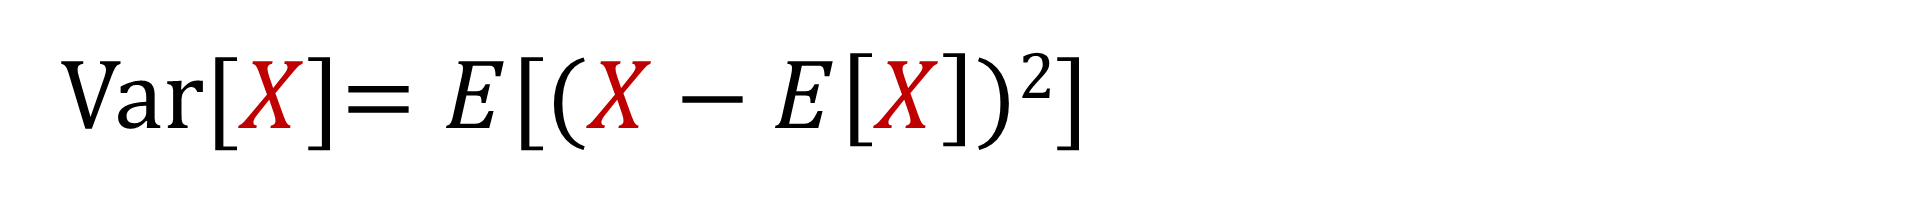 Var[X]= E[(X − E[X])²]